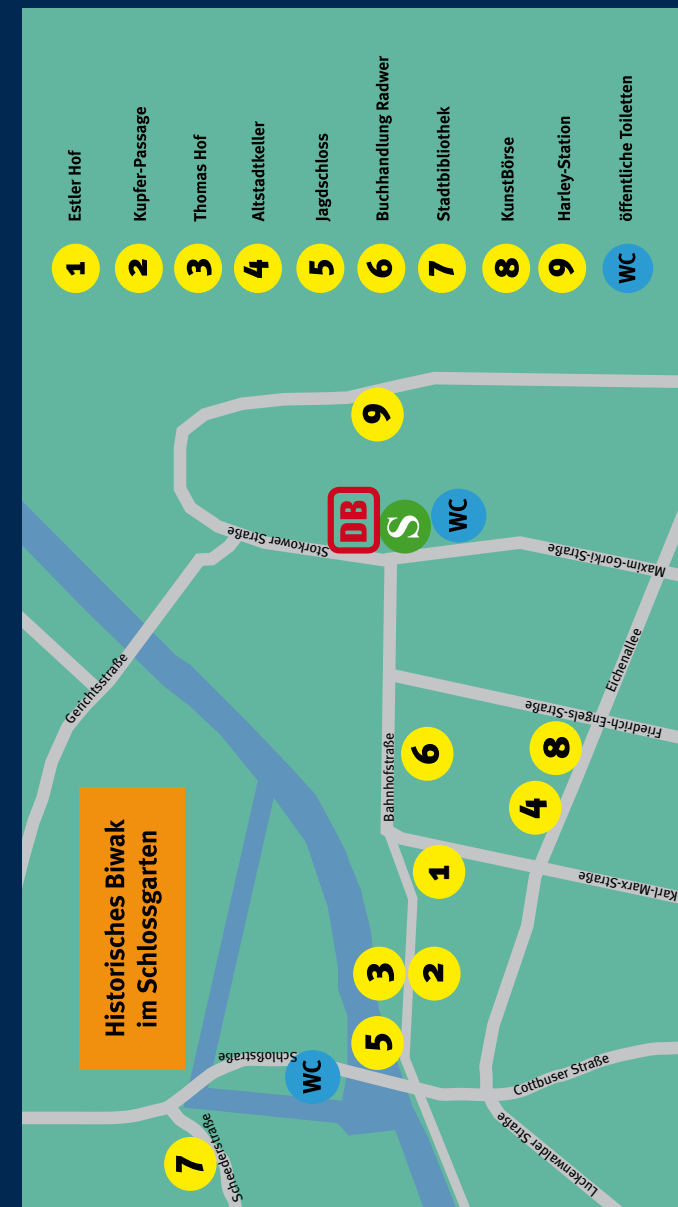 1 Estler Hof
2 Kupfer-Passage
3 Thomas Hof
4 Altstadtkeller
5 Jagdschloss
6 Buchhandlung Radwer
7 Stadtbibliothek
8 KunstBörse
9 Harley-Station
WC öffentliche Toiletten
9
DB
S
WC
Storkower Straße
Maxim-Gorki-Straße
Gerichtsstraße
Eichenallee
Friedrich-Engels-Straße
Bahnhofstraße
6
8
4
Historisches Biwak
im Schlossgarten
1
Karl-Marx-Straße
3
2
5
Schloßstraße
WC
Cottbuser Straße
Luckenwalder Straße
7
Scheederstraße